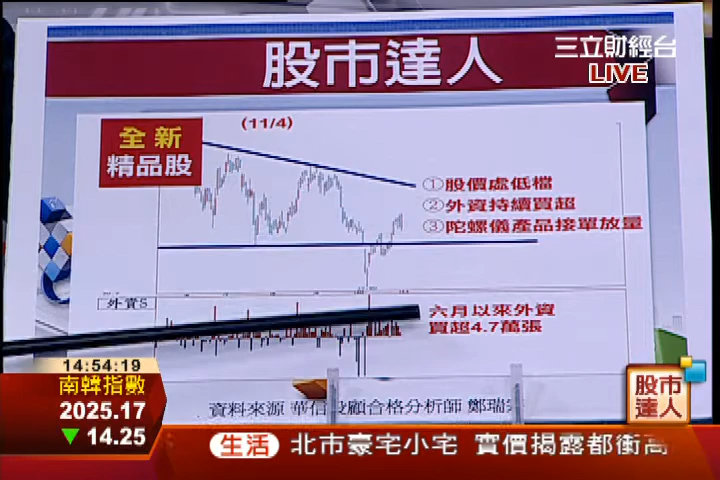 股市達人
三立財經台
LIVE
(11/4)
全新
精品股
①股價處低檔
②外資持續買超
③陀螺儀產品接單放量
外資S
六月以來外資
買超4.7萬張
14:54:19
南韓指數
2025.17
▼14.25
資料來源 華信投顧合格分析師 鄭瑞宗
股市
達人
生活 北市豪宅小宅 實價揭露都衝高